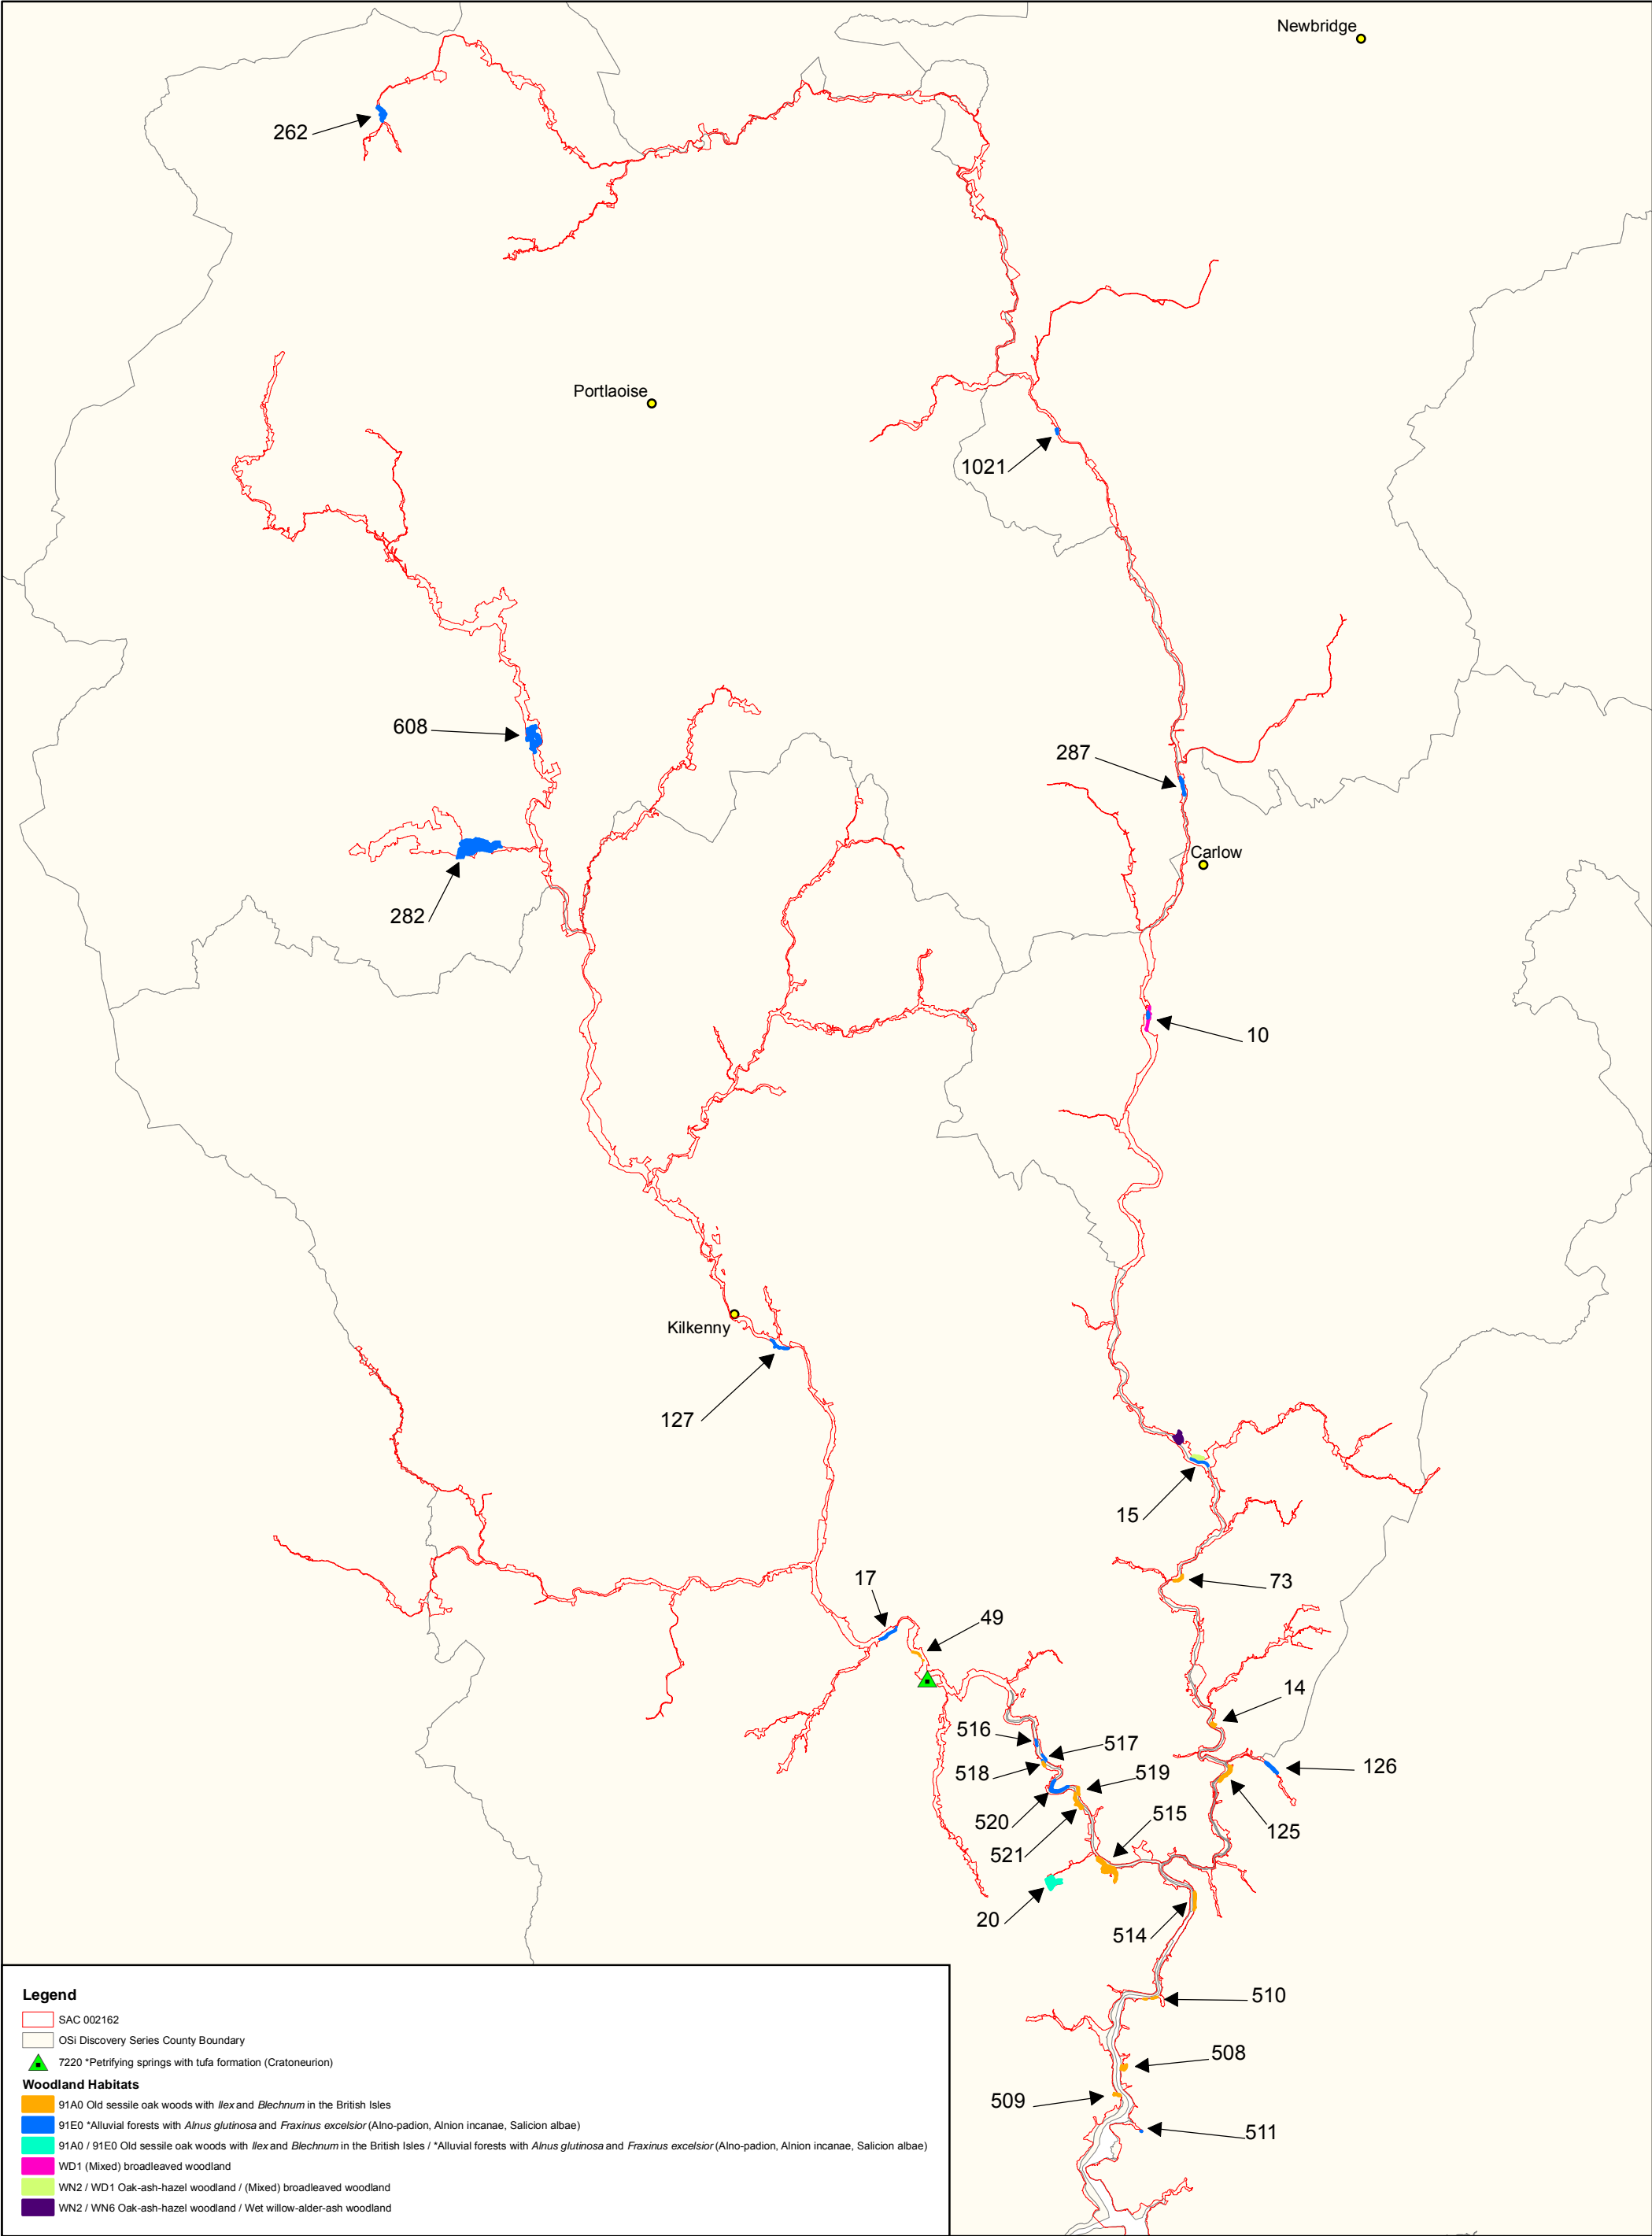 Newbridge
262
Portlaoise
1021
608
287
Carlow
282
10
Kilkenny
127
15
73
17
49
14
516
517
518
519
126
520
515
125
521
20
514
510
508
509
511
Legend
SAC 002162
OSi Discovery Series County Boundary
7220 *Petrifying springs with tufa formation (Cratoneurion)
Woodland Habitats
91A0 Old sessile oak woods with Ilex and Blechnum in the British Isles
91E0 *Alluvial forests with Alnus glutinosa and Fraxinus excelsior (Alno-padion, Alnion incanae, Salicion albae)
91A0 / 91E0 Old sessile oak woods with Ilex and Blechnum in the British Isles / *Alluvial forests with Alnus glutinosa and Fraxinus excelsior (Alno-padion, Alnion incanae, Salicion albae)
WD1 (Mixed) broadleaved woodland
WN2 / WD1 Oak-ash-hazel woodland / (Mixed) broadleaved woodland
WN2 / WN6 Oak-ash-hazel woodland / Wet willow-alder-ash woodland